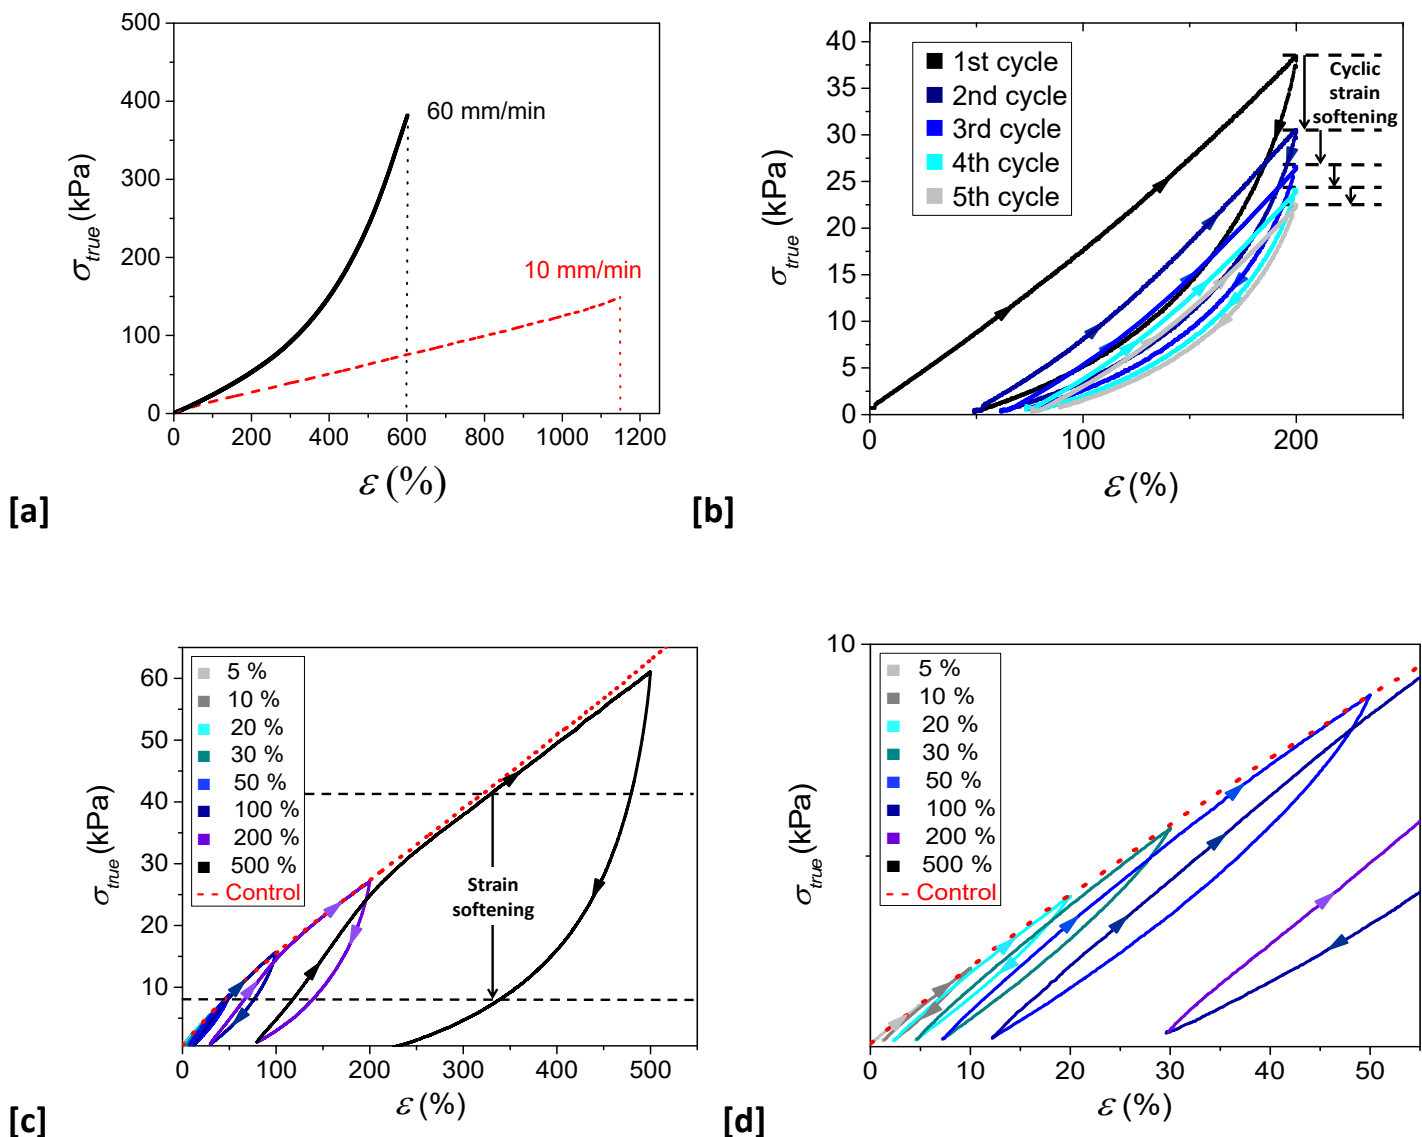 500
400
300
200
100
0
σtrue (kPa)
60 mm/min
10 mm/min
0 200 400 600 800 1000 1200
ε (%)
[a]
40
35
30
25
20
15
10
5
0
σtrue (kPa)
1st cycle
2nd cycle
3rd cycle
4th cycle
5th cycle
Cyclic
strain
softening
0 100 200
ε (%)
[b]
60
50
40
30
20
10
σtrue (kPa)
5 %
10 %
20 %
30 %
50 %
100 %
200 %
500 %
Control
Strain
softening
0 100 200 300 400 500
ε (%)
[c]
10
σtrue (kPa)
5 %
10 %
20 %
30 %
50 %
100 %
200 %
500 %
Control
0 10 20 30 40 50
ε (%)
[d]